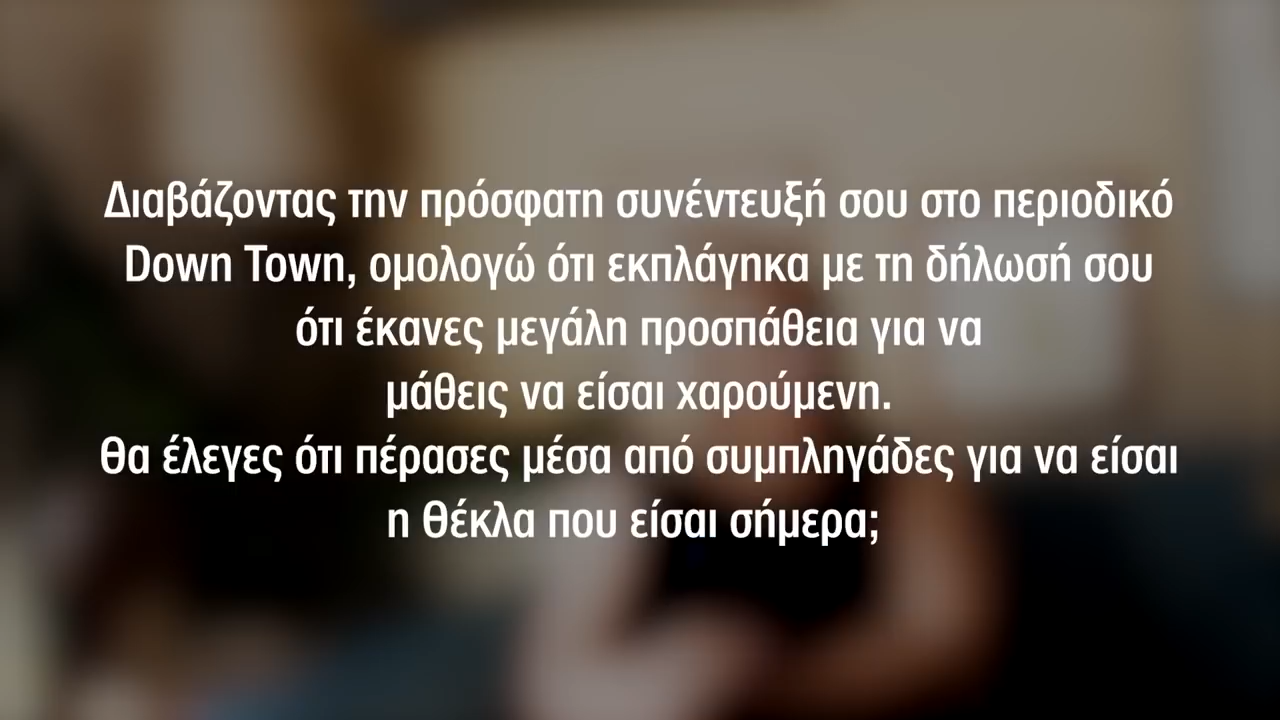 Διαβάζοντας την πρόσφατη συνέντευξή σου στο περιοδικό
Down Town, ομολογώ ότι εκπλάγηκα με τη δήλωσή σου
ότι έκανες μεγάλη προσπάθεια για να
μάθεις να είσαι χαρούμενη.
Θα έλεγες ότι πέρασες μέσα από συμπληγάδες για να είσαι
η Θέκλα που είσαι σήμερα;